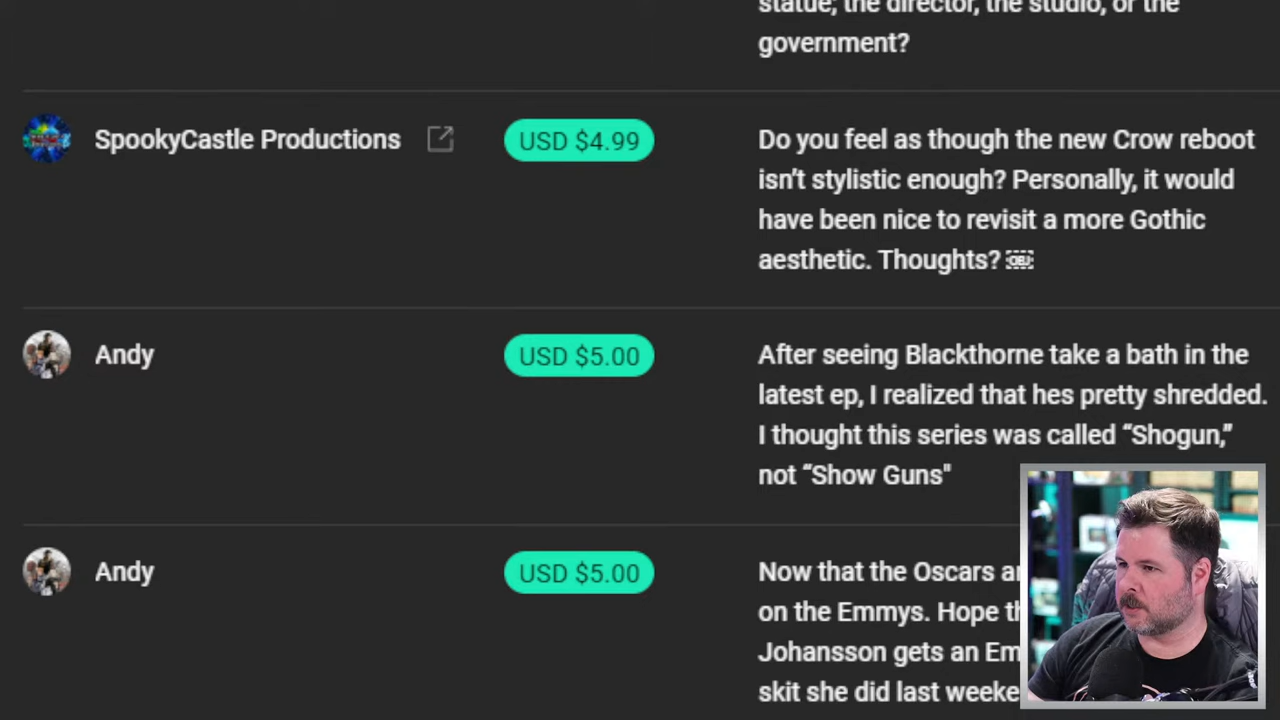 statue; the director, the studio, or the
government?
SpookyCastle Productions
USD $4.99
Do you feel as though the new Crow reboot
isn’t stylistic enough? Personally, it would
have been nice to revisit a more Gothic
aesthetic. Thoughts?
Andy
USD $5.00
After seeing Blackthorne take a bath in the
latest ep, I realized that hes pretty shredded.
I thought this series was called “Shogun,”
not “Show Guns"
Andy
USD $5.00
Now that the Oscars
on the Emmys. Hope
Johansson gets an
skit she did last